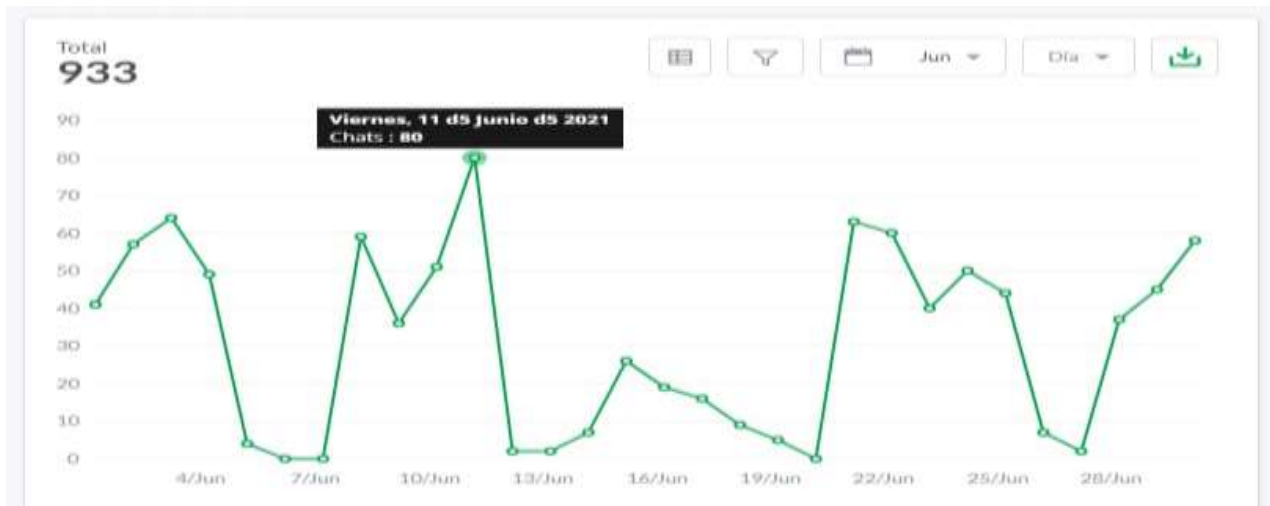 Total
933
Jun
Día
90
Viernes, 11 d5 Junio d5 2021
Chats : 80
80
70
60
50
40
30
20
10
0
4/Jun 7/Jun 10/Jun 13/Jun 16/Jun 19/Jun 22/Jun 25/Jun 28/Jun